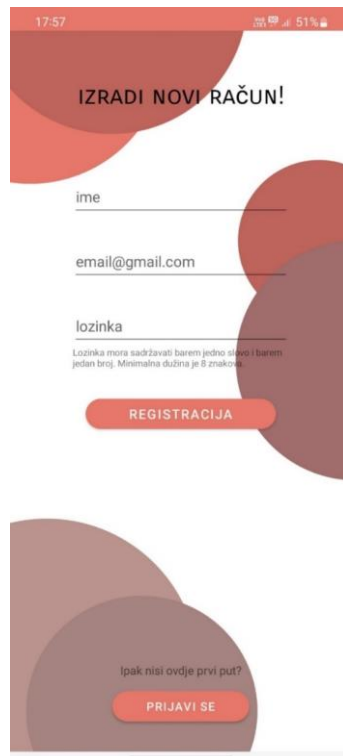 17:57
51%
IZRADI NOVI RAČUN!
ime
email@gmail.com
lozinka
Lozinka mora sadržavati barem jedno slovo i barem
jedan broj. Minimalna dužina je 8 znakova.
REGISTRACIJA
Ipak nisi ovdje prvi put?
PRIJAVI SE